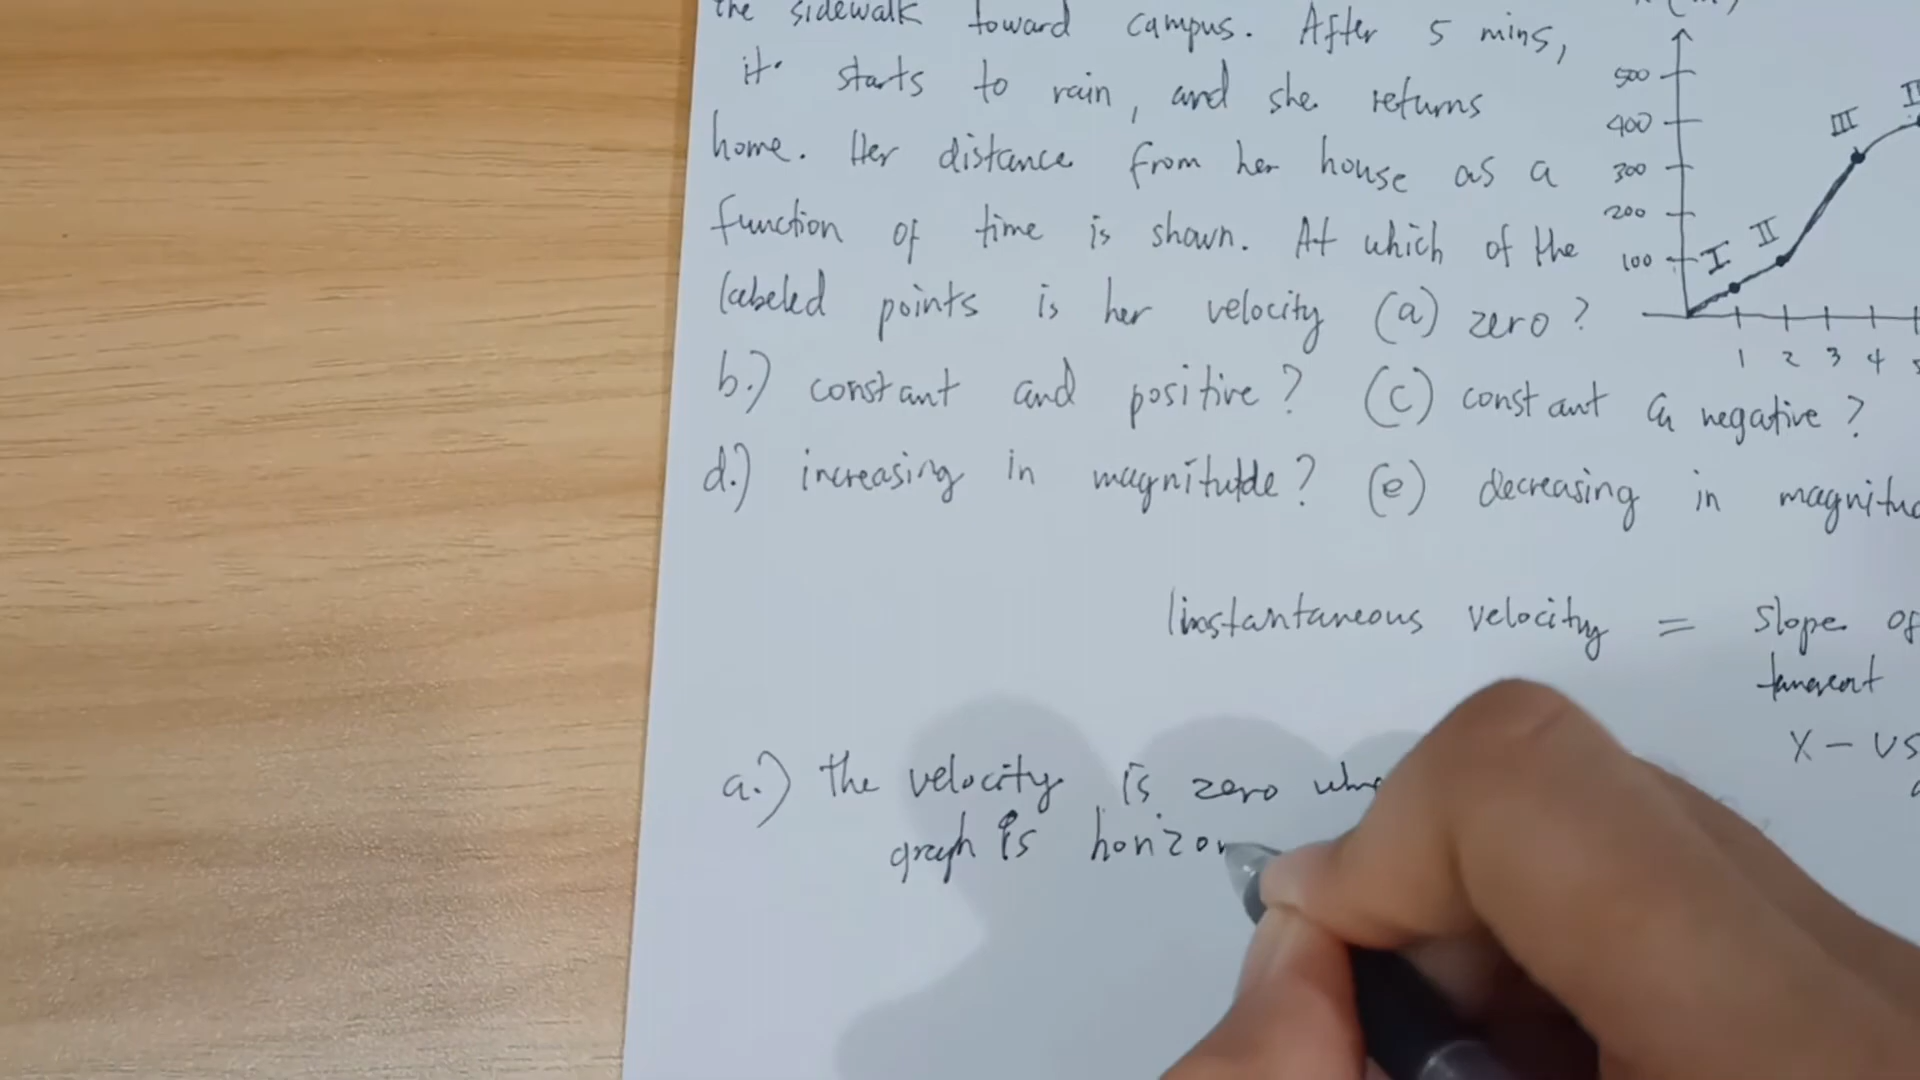 the sidewalk toward campus. After 5 mins,
it starts to rain, and she returns
home. Her distance from her house as a
function of time is shown. At which of the
labeled points is her velocity (a) zero?
b.) constant and positive? (c) constant & negative?
d.) increasing in magnitutde? (e) decreasing in
500
400
300
200
100
I
II
III
1 2 3 4
instantaneous velocity = slope of
tangent
x - vs
a.) the velocity is zero
graph is